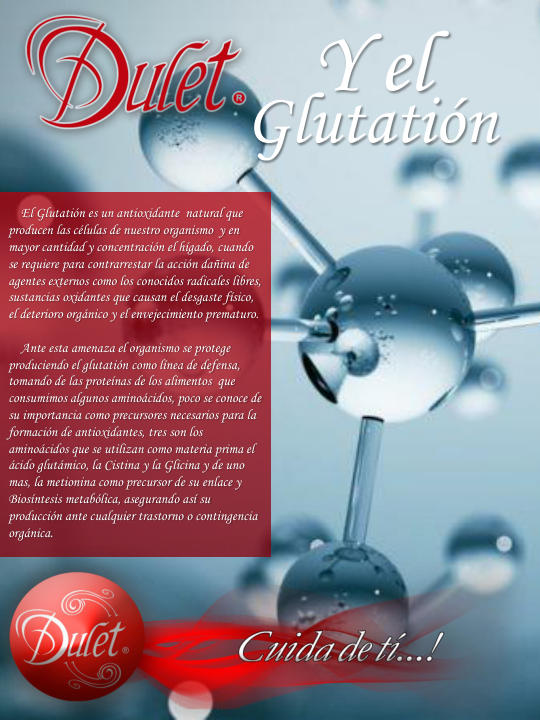 Dulet®
Y el
Glutatión
El Glutatión es un antioxidante natural que
producen las células de nuestro organismo y en
mayor cantidad y concentración el hígado, cuando
se requiere para contrarrestar la acción dañina de
agentes externos como los conocidos radicales libres,
sustancias oxidantes que causan el desgaste físico,
el deterioro orgánico y el envejecimiento prematuro.
Ante esta amenaza el organismo se protege
produciendo el glutatión como línea de defensa,
tomando de las proteínas de los alimentos que
consumimos algunos aminoácidos, poco se conoce de
su importancia como precursores necesarios para la
formación de antioxidantes, tres son los
aminoácidos que se utilizan como materia prima el
ácido glutámico, la Cistina y la Glicina y de uno
mas, la metionina como precursor de su enlace y
Biosíntesis metabólica, asegurando así su
producción ante cualquier trastorno o contingencia
orgánica.
Dulet®
Cuida de tí...!